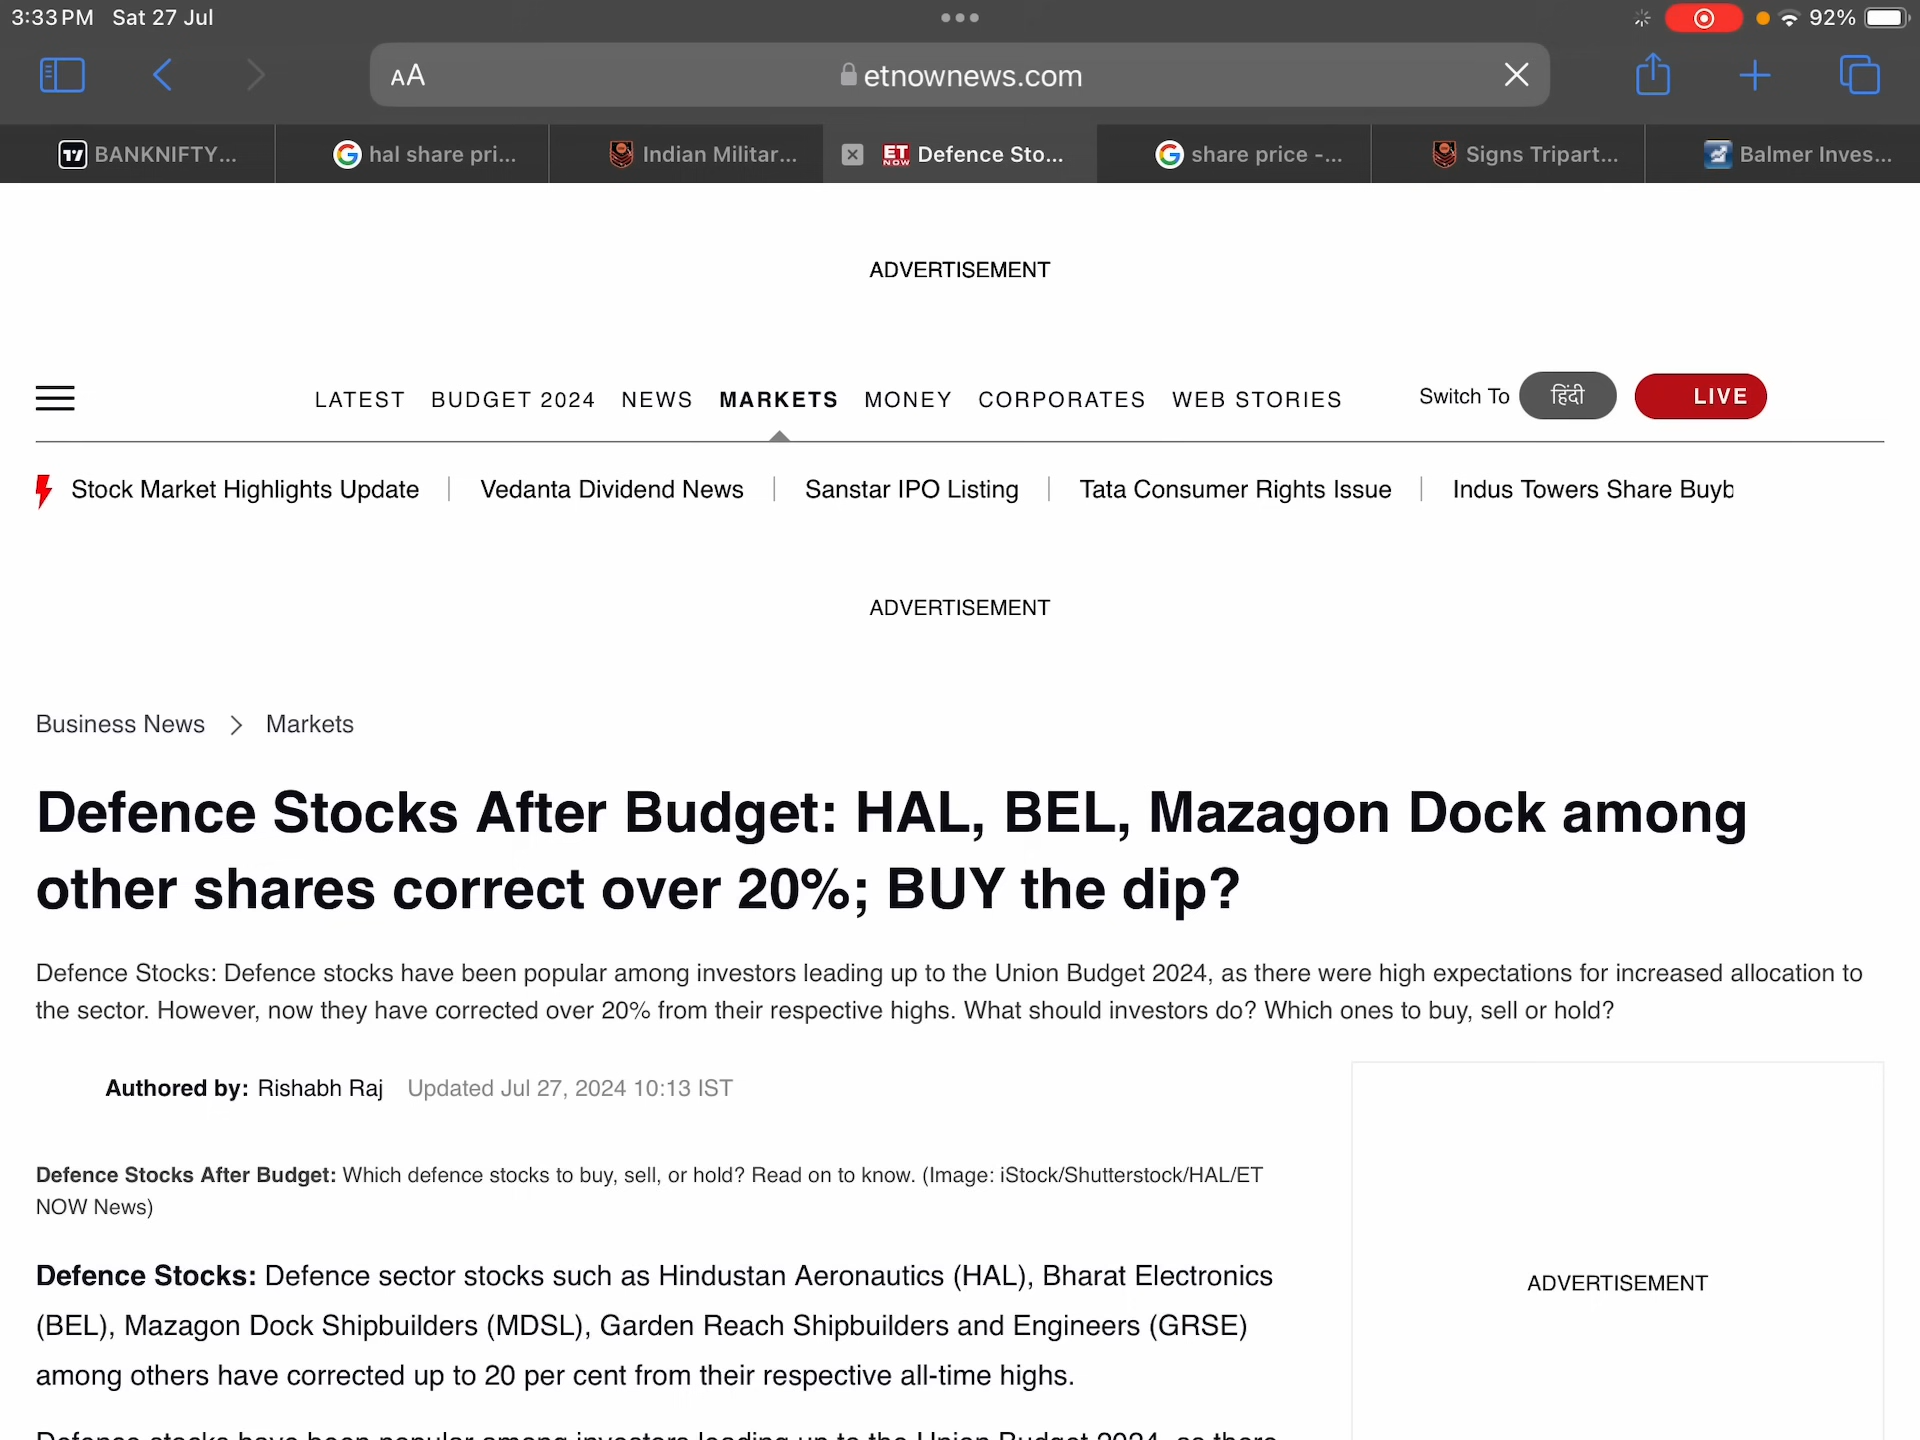 3:33 PM Sat 27 Jul
92%
AA
etnownews.com
BANKNIFTY...
hal share pri...
Indian Militar...
ET NOW
Defence Sto...
share price -...
Signs Tripart...
Balmer Inves...
ADVERTISEMENT
LATEST BUDGET 2024 NEWS MARKETS MONEY CORPORATES WEB STORIES
Switch To हिंदी LIVE
Stock Market Highlights Update | Vedanta Dividend News | Sanstar IPO Listing | Tata Consumer Rights Issue | Indus Towers Share Buyb
ADVERTISEMENT
Business News > Markets
Defence Stocks After Budget: HAL, BEL, Mazagon Dock among
other shares correct over 20%; BUY the dip?
Defence Stocks: Defence stocks have been popular among investors leading up to the Union Budget 2024, as there were high expectations for increased allocation to
the sector. However, now they have corrected over 20% from their respective highs. What should investors do? Which ones to buy, sell or hold?
Authored by: Rishabh Raj Updated Jul 27, 2024 10:13 IST
Defence Stocks After Budget: Which defence stocks to buy, sell, or hold? Read on to know. (Image: iStock/Shutterstock/HAL/ET
NOW News)
Defence Stocks: Defence sector stocks such as Hindustan Aeronautics (HAL), Bharat Electronics
(BEL), Mazagon Dock Shipbuilders (MDSL), Garden Reach Shipbuilders and Engineers (GRSE)
among others have corrected up to 20 per cent from their respective all-time highs.
ADVERTISEMENT
Defence stocks have been popular among investors leading up to the Union Budget 2024, as there